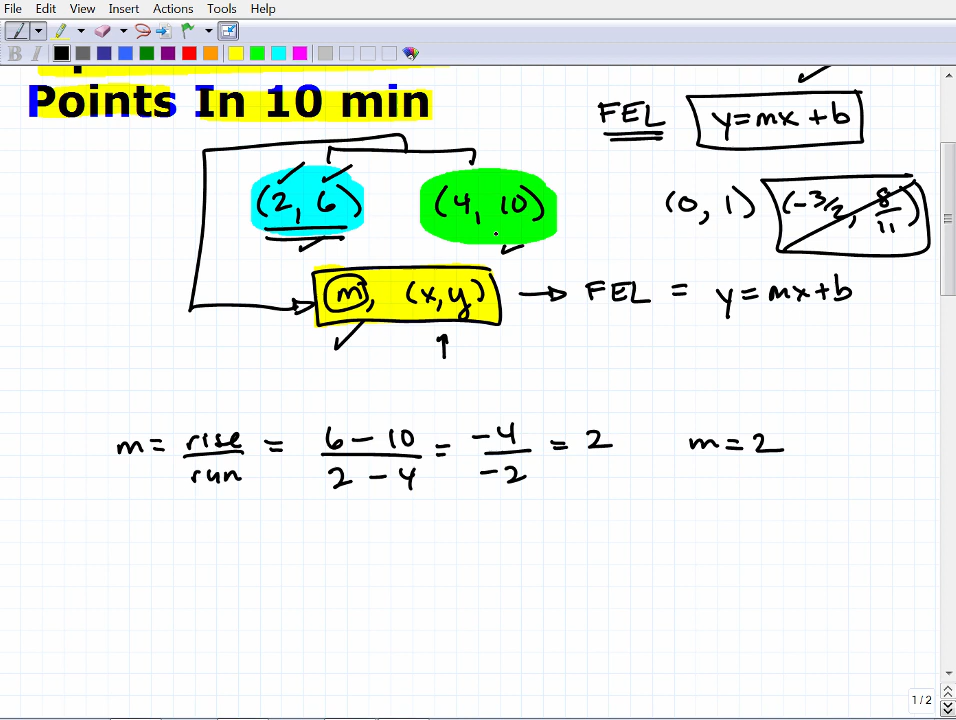 File Edit View Insert Actions Tools Help
B I
Points In 10 min
FEL y=mx+b
(2, 6) (4, 10) (0, 1) (-3/2, 8/11)
m, (x,y) → FEL = y=mx+b
m = rise/run = 6-10/2-4 = -4/-2 = 2 m=2
1/2